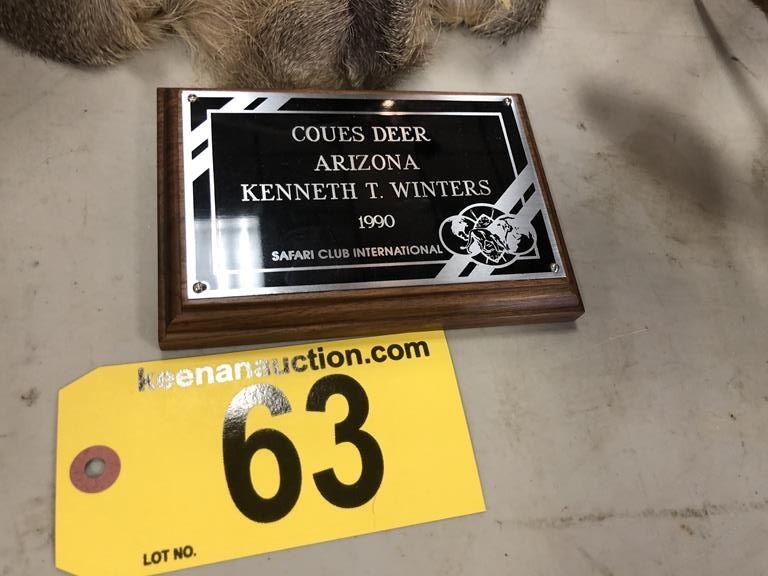 COUES DEER
ARIZONA
KENNETH T. WINTERS
1990
SAFARI CLUB INTERNATIONAL
keenanauction.com
63
LOT NO.